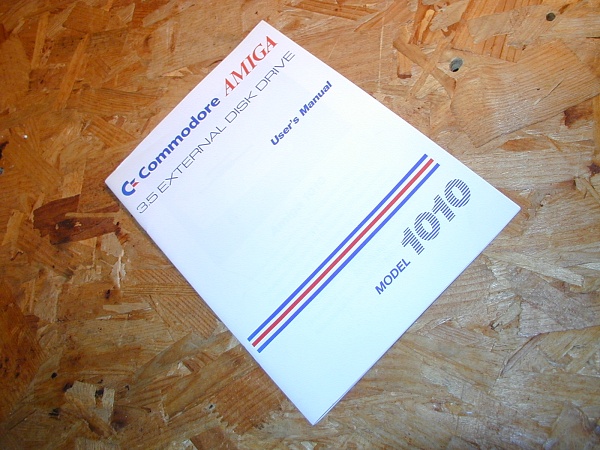 Commodore AMIGA
3.5 EXTERNAL DISK DRIVE
User's Manual
MODEL 1010